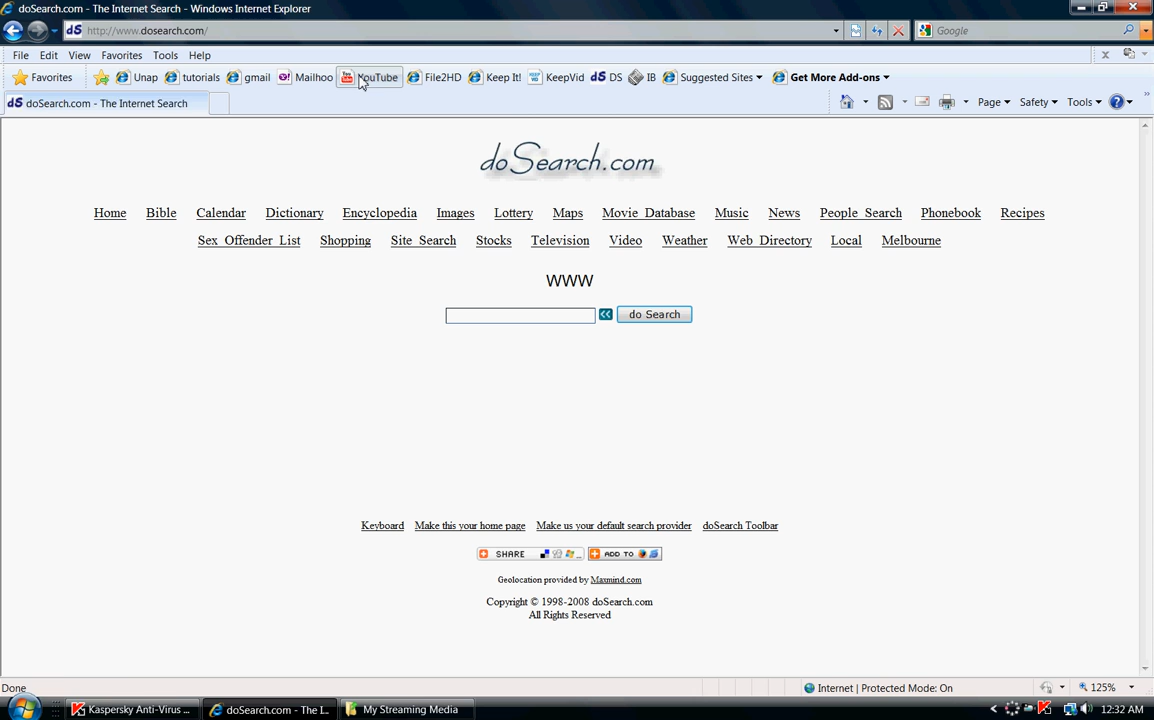 doSearch.com - The Internet Search - Windows Internet Explorer
dS http://www.dosearch.com/ Google
File Edit View Favorites Tools Help
Favorites Unap tutorials gmail Mailhoo YouTube File2HD Keep It! KeepVid dS DS IB Suggested Sites Get More Add-ons
dS doSearch.com - The Internet Search Page Safety Tools
doSearch.com
Home Bible Calendar Dictionary Encyclopedia Images Lottery Maps Movie Database Music News People Search Phonebook Recipes
Sex Offender List Shopping Site Search Stocks Television Video Weather Web Directory Local Melbourne
WWW
do Search
Keyboard Make this your home page Make us your default search provider doSearch Toolbar
SHARE ADD TO
Geolocation provided by Maxmind.com
Copyright © 1998-2008 doSearch.com
All Rights Reserved
Done Internet | Protected Mode: On 125%
Kaspersky Anti-Virus ... doSearch.com - The I... My Streaming Media 12:32 AM